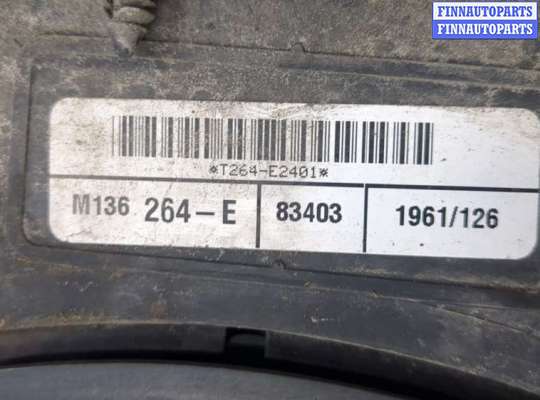 FINNAUTOPARTS
FINNAUTOPARTS
*T264-E2401*
M136 264-E 83403 1961/126